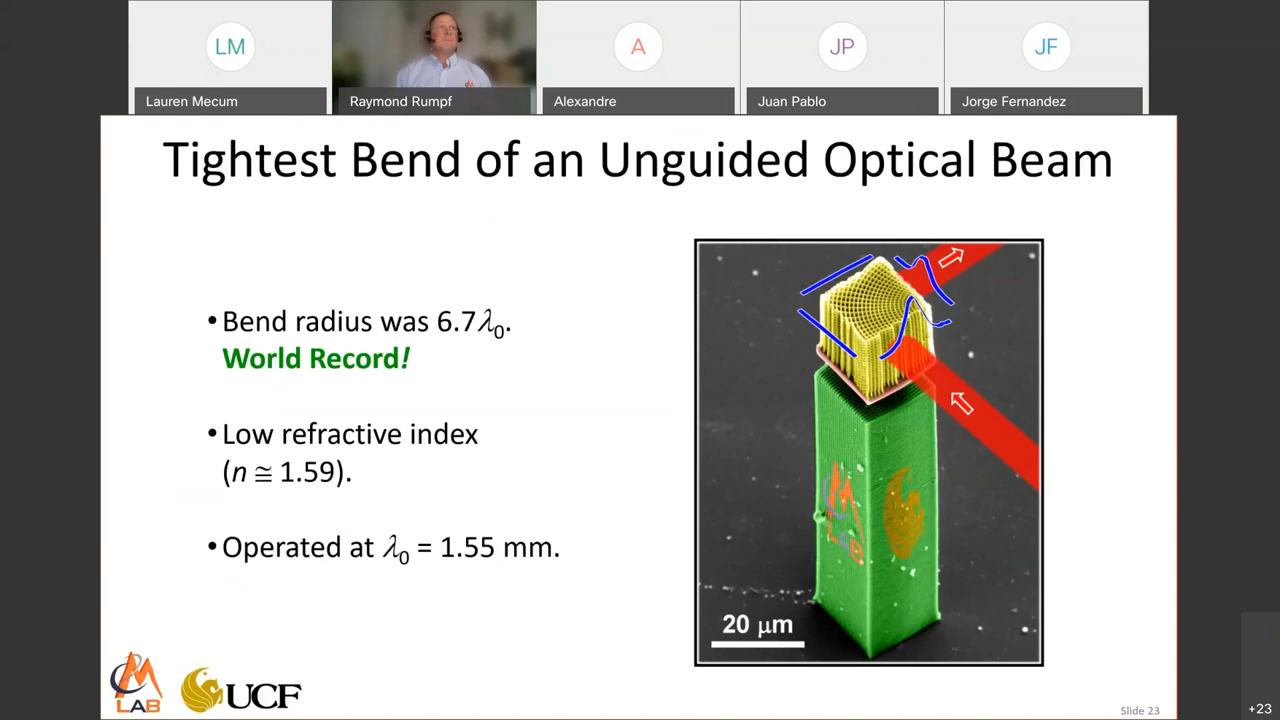 LM
A
JP
JF
Lauren Mecum
Raymond Rumpf
Alexandre
Juan Pablo
Jorge Fernandez
Tightest Bend of an Unguided Optical Beam
• Bend radius was 6.7λ₀.
World Record!
• Low refractive index
(n ≅ 1.59).
• Operated at λ₀ = 1.55 mm.
M
LAB
20 μm
M
LAB
UCF
Slide 23
+23